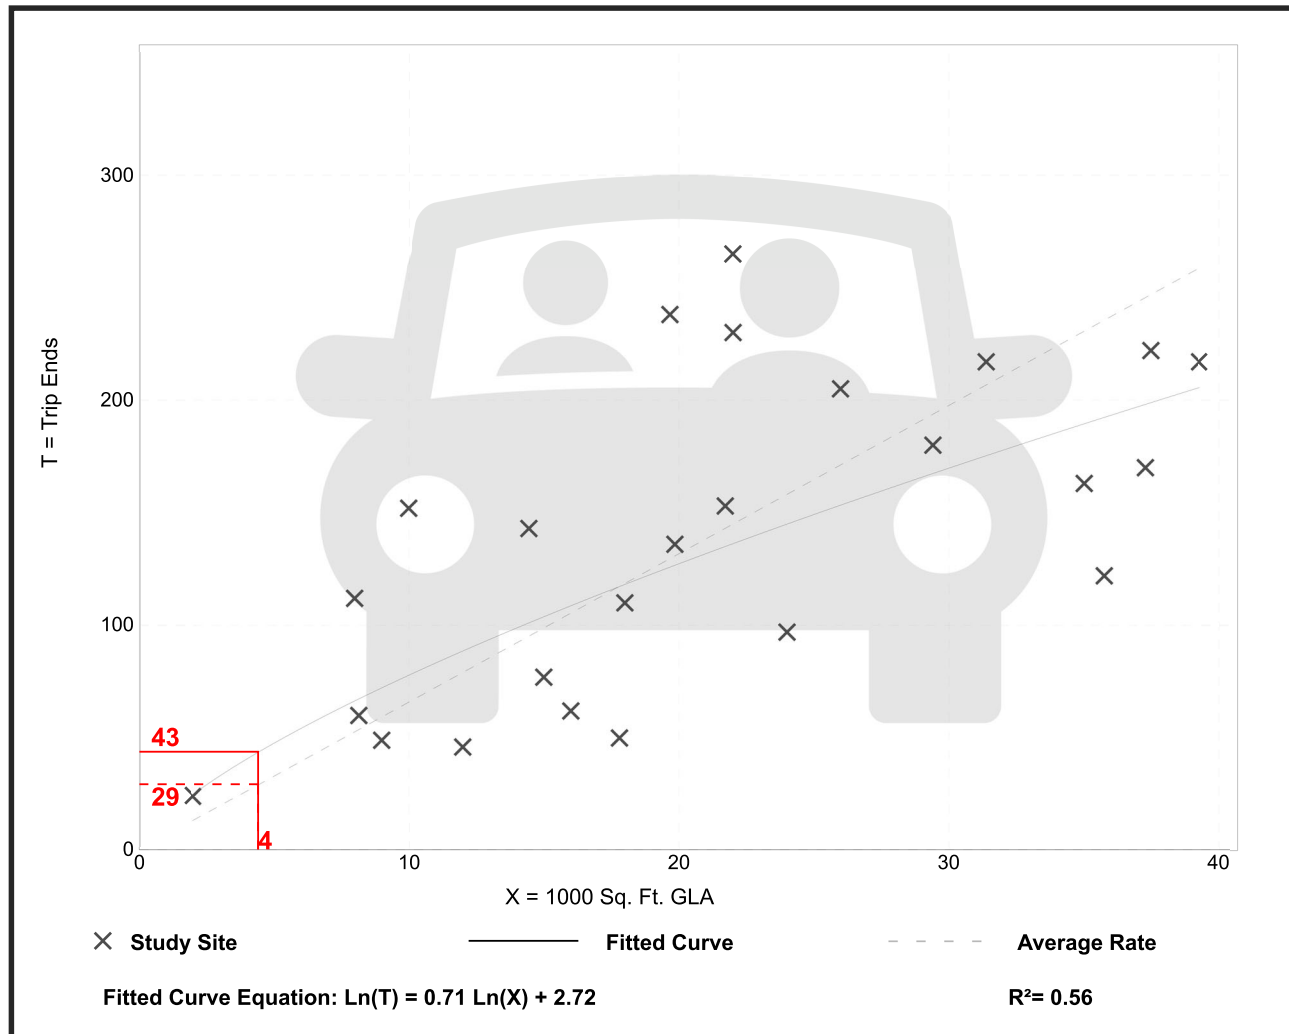 300
T = Trip Ends
200
100
43
29
4
0
0 10 20 30 40
X = 1000 Sq. Ft. GLA
Study Site Fitted Curve Average Rate
Fitted Curve Equation: Ln(T) = 0.71 Ln(X) + 2.72 R²= 0.56